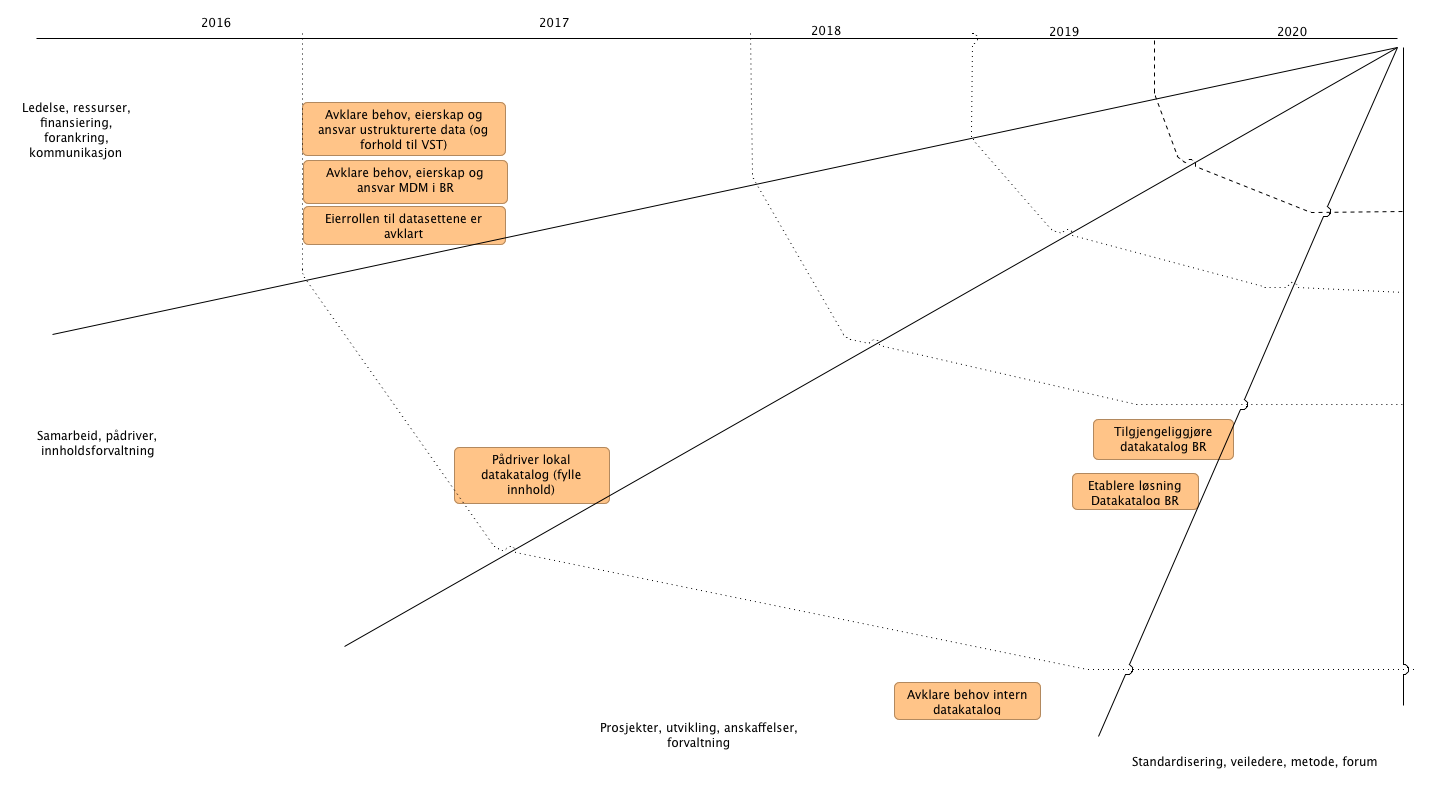 2016
2017
2018
2019
2020
Ledelse, ressurser,
finansiering,
forankring,
kommunikasjon
Avklare behov, eierskap og
ansvar ustrukturerte data (og
forhold til VST)
Avklare behov, eierskap og
ansvar MDM i BR
Eierrollen til datasettene er
avklart
Samarbeid, pådriver,
innholdsforvaltning
Pådriver lokal
datakatalog (fylle
innhold)
Tilgjengeliggjøre
datakatalog BR
Etablere løsning
Datakatalog BR
Avklare behov intern
datakatalog
Prosjekter, utvikling, anskaffelser,
forvaltning
Standardisering, veiledere, metode, forum